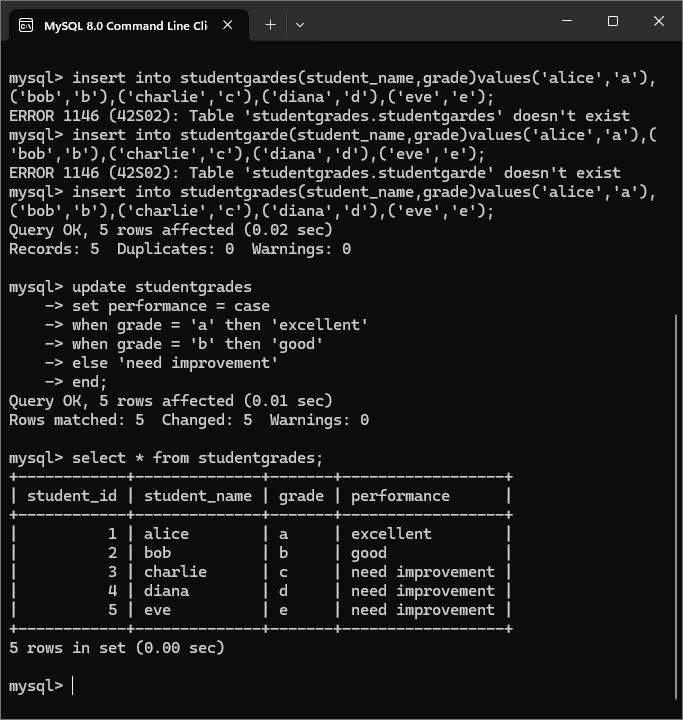 MySQL 8.0 Command Line Cli
mysql> insert into studentgardes(student_name,grade)values('alice','a'),
('bob','b'),('charlie','c'),('diana','d'),('eve','e');
ERROR 1146 (42S02): Table 'studentgrades.studentgardes' doesn't exist
mysql> insert into studentgarde(student_name,grade)values('alice','a'),(
'bob','b'),('charlie','c'),('diana','d'),('eve','e');
ERROR 1146 (42S02): Table 'studentgrades.studentgarde' doesn't exist
mysql> insert into studentgrades(student_name,grade)values('alice','a'),
('bob','b'),('charlie','c'),('diana','d'),('eve','e');
Query OK, 5 rows affected (0.02 sec)
Records: 5  Duplicates: 0  Warnings: 0
mysql> update studentgrades
    -> set performance = case
    -> when grade = 'a' then 'excellent'
    -> when grade = 'b' then 'good'
    -> else 'need improvement'
    -> end;
Query OK, 5 rows affected (0.01 sec)
Rows matched: 5  Changed: 5  Warnings: 0
mysql> select * from studentgrades;
+------------+--------------+-------+------------------+
| student_id | student_name | grade | performance      |
+------------+--------------+-------+------------------+
|          1 | alice        | a     | excellent        |
|          2 | bob          | b     | good             |
|          3 | charlie      | c     | need improvement |
|          4 | diana        | d     | need improvement |
|          5 | eve          | e     | need improvement |
+------------+--------------+-------+------------------+
5 rows in set (0.00 sec)
mysql>